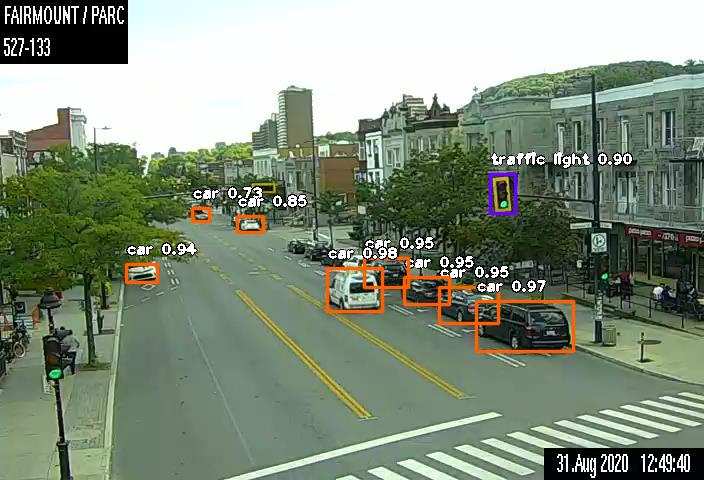 FAIRMOUNT / PARC
527-133
traffic light 0.90
car 0.73
car 0.85
car 0.94
car 0.95
car 0.98
car 0.95
car 0.95
car 0.97
P
31.Aug 2020 12:49:40